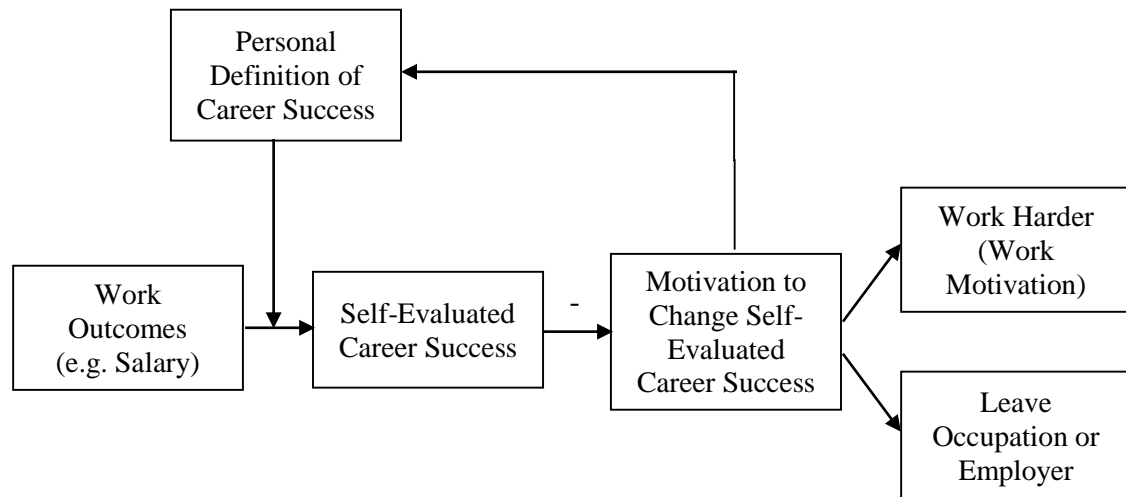 Personal
Definition of
Career Success
Work
Outcomes
(e.g. Salary)
Self-Evaluated
Career Success
-
Motivation to
Change Self-
Evaluated
Career Success
Work Harder
(Work
Motivation)
Leave
Occupation or
Employer